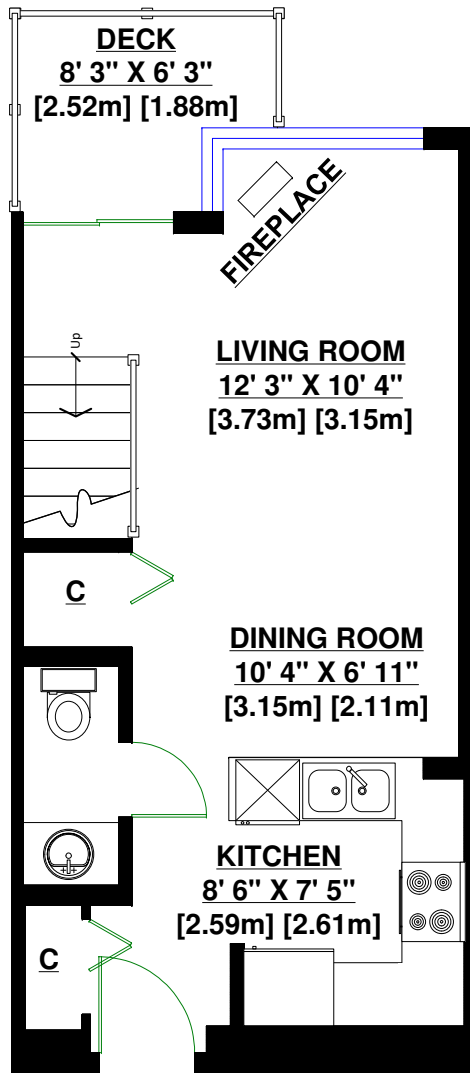 DECK
8' 3" X 6' 3"
[2.52m] [1.88m]
FIREPLACE
Up
LIVING ROOM
12' 3" X 10' 4"
[3.73m] [3.15m]
C
DINING ROOM
10' 4" X 6' 11"
[3.15m] [2.11m]
KITCHEN
8' 6" X 7' 5"
[2.59m] [2.61m]
C